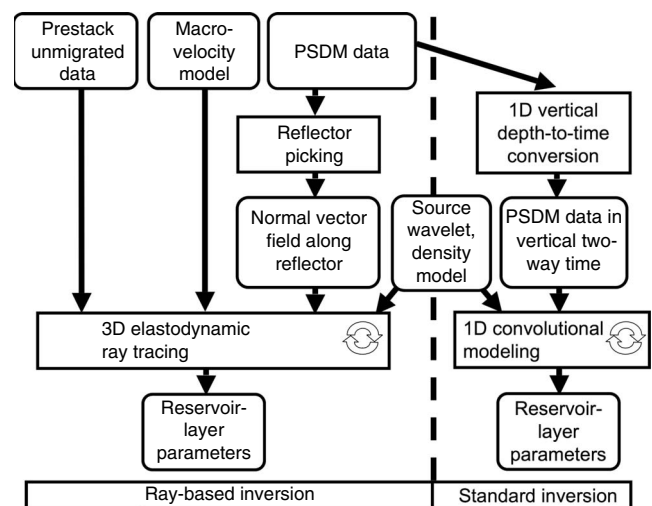 Prestack
unmigrated
data
Macro-
velocity
model
PSDM data
1D vertical
depth-to-time
conversion
Reflector
picking
Normal vector
field along
reflector
Source
wavelet,
density
model
PSDM data in
vertical two-
way time
3D elastodynamic
ray tracing
1D convolutional
modeling
Reservoir-
layer
parameters
Reservoir-
layer
parameters
Ray-based inversion
Standard inversion